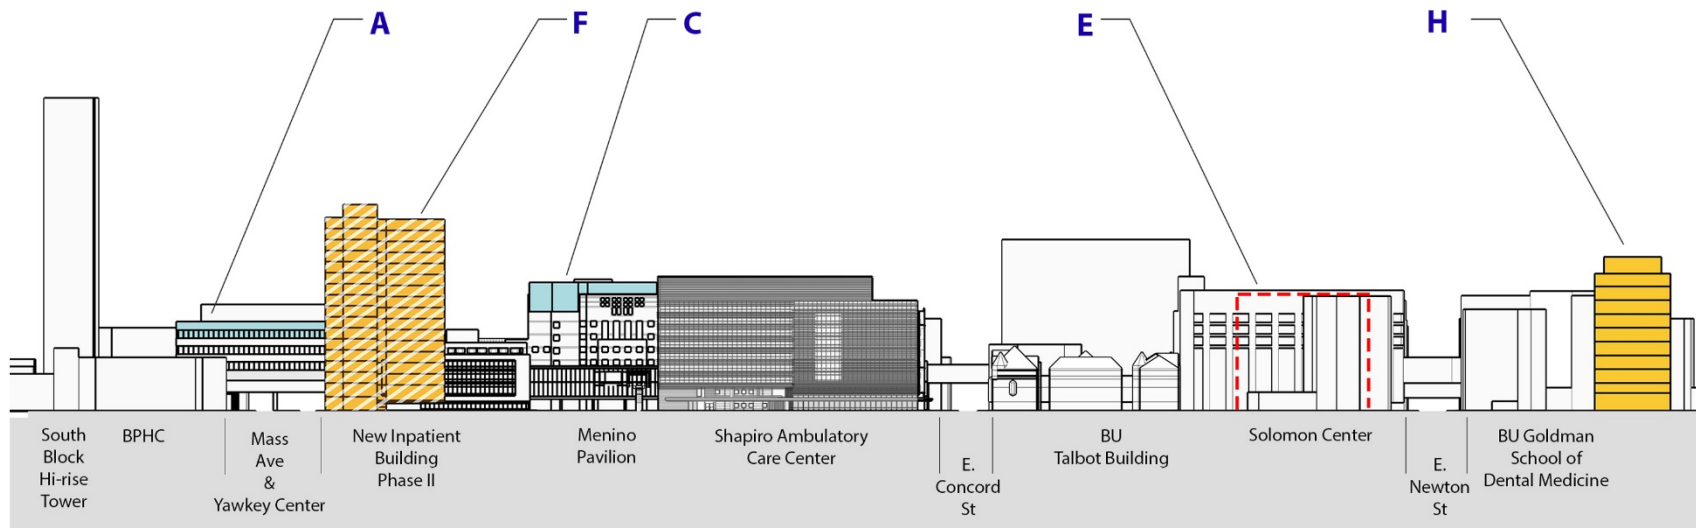 A
F
C
E
H
South
Block
Hi-rise
Tower
BPHC
Mass
Ave
&
Yawkey Center
New Inpatient
Building
Phase II
Menino
Pavilion
Shapiro Ambulatory
Care Center
E.
Concord
St
BU
Talbot Building
Solomon Center
E.
Newton
St
BU Goldman
School of
Dental Medicine